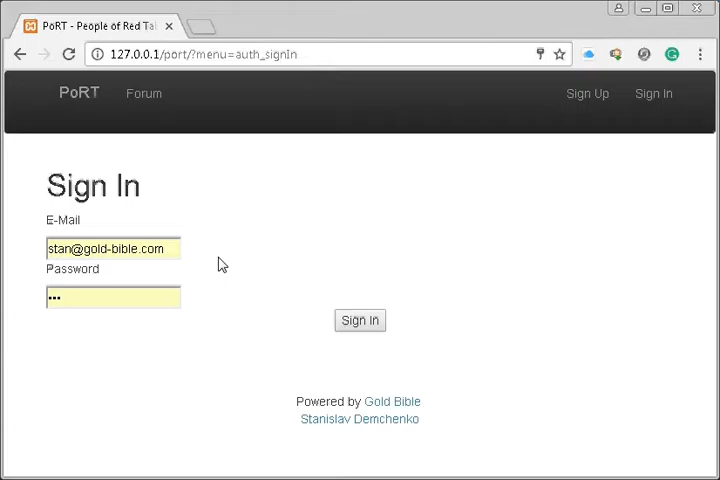 PoRT - People of Red Ta
127.0.0.1/port/?menu=auth_signIn
PoRT Forum Sign Up Sign In
Sign In
E-Mail
stan@gold-bible.com
Password
•••
Sign In
Powered by Gold Bible
Stanislav Demchenko